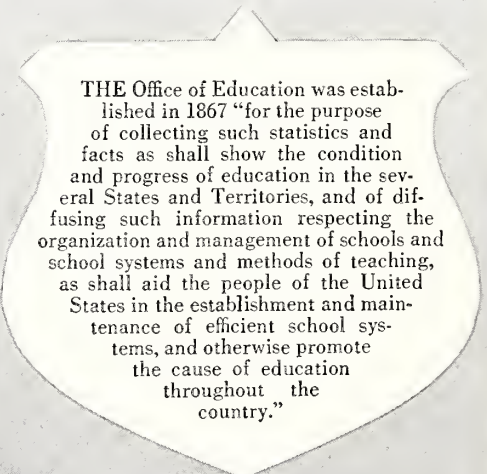 THE Office of Education was estab-
lished in 1867 “for the purpose
of collecting such statistics and
facts as shall show the condition
and progress of education in the sev-
eral States and Territories, and of dif-
fusing such information respecting the
organization and management of schools and
school systems and methods of teaching,
as shall aid the people of the United
States in the establishment and main-
tenance of efficient school sys-
tems, and otherwise promote
the cause of education
throughout the
country.”